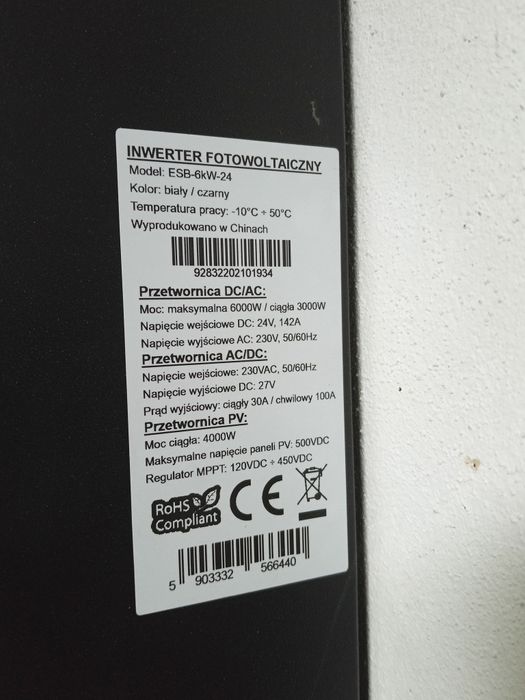 INWERTER FOTOWOLTAICZNY
Model: ESB-6kW-24
Kolor: biały / czarny
Temperatura pracy: -10°C ÷ 50°C
Wyprodukowano w Chinach
92832202101934
Przetwornica DC/AC:
Moc: maksymalna 6000W / ciągła 3000W
Napięcie wejściowe DC: 24V, 142A
Napięcie wyjściowe AC: 230V, 50/60Hz
Przetwornica AC/DC:
Napięcie wejściowe: 230VAC, 50/60Hz
Napięcie wyjściowe DC: 27V
Prąd wyjściowy: ciągły 30A / chwilowy 100A
Przetwornica PV:
Moc ciągła: 4000W
Maksymalne napięcie paneli PV: 500VDC
Regulator MPPT: 120VDC ÷ 450VDC
RoHS
Compliant
CE
5 903332 566440